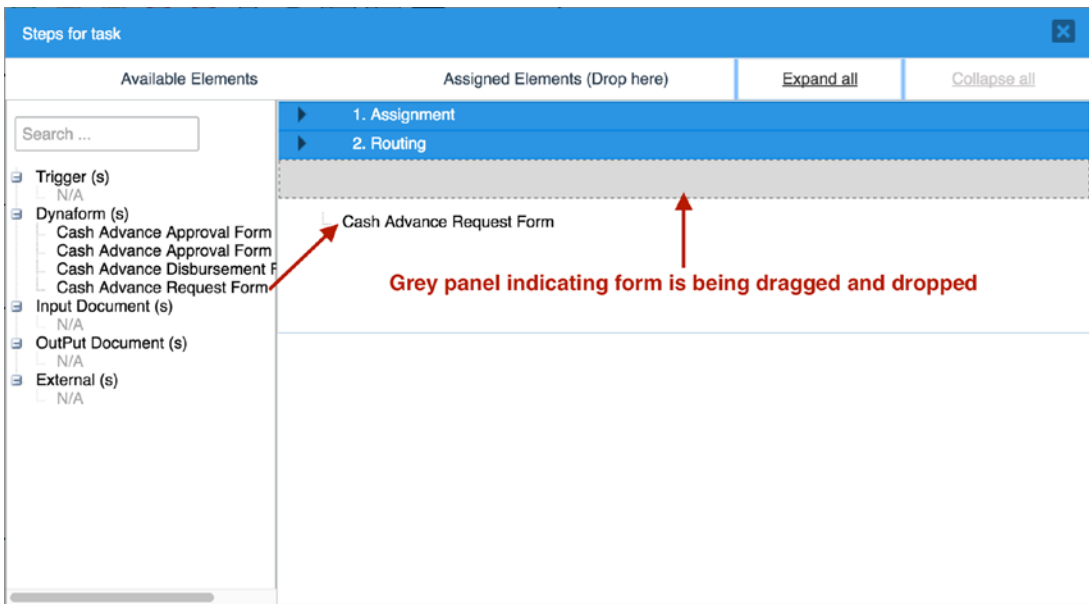 Steps for task
Available Elements
Assigned Elements (Drop here)
Expand all
Collapse all
Search ...
Trigger (s)
N/A
Dynaform (s)
Cash Advance Approval Form
Cash Advance Approval Form
Cash Advance Disbursement F
Cash Advance Request Form
Input Document (s)
N/A
OutPut Document (s)
N/A
External (s)
N/A
1. Assignment
2. Routing
Cash Advance Request Form
Grey panel indicating form is being dragged and dropped